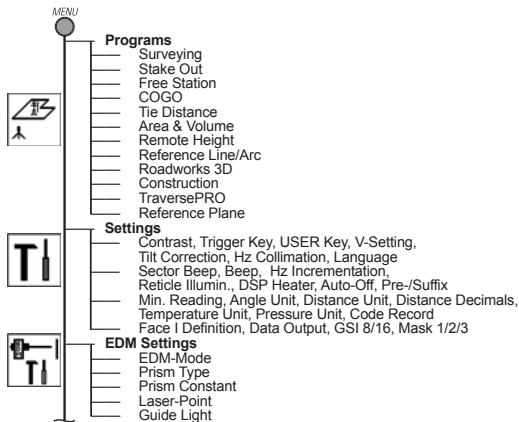 MENU
Programs
Surveying
Stake Out
Free Station
COGO
Tie Distance
Area & Volume
Remote Height
Reference Line/Arc
Roadworks 3D
Construction
TraversePRO
Reference Plane
Settings
Contrast, Trigger Key, USER Key, V-Setting,
Tilt Correction, Hz Collimation, Language
Sector Beep, Beep, Hz Incrementation,
Reticle Illumin., DSP Heater, Auto-Off, Pre-/Suffix
Min. Reading, Angle Unit, Distance Unit, Distance Decimals,
Temperature Unit, Pressure Unit, Code Record
Face I Definition, Data Output, GSI 8/16, Mask 1/2/3
EDM Settings
EDM-Mode
Prism Type
Prism Constant
Laser-Point
Guide Light